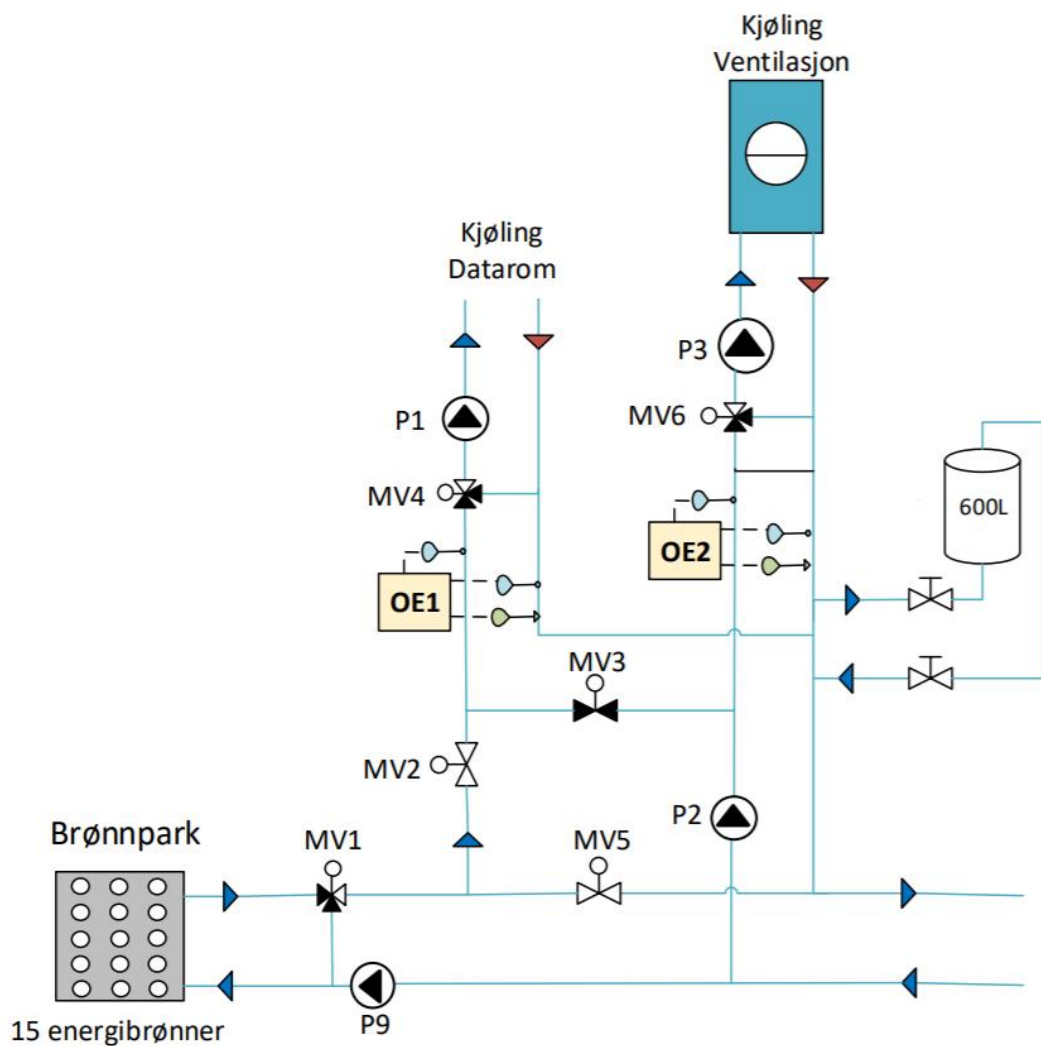 Kjøling
Ventilasjon
Kjøling
Datarom
P3
P1
MV6
MV4
600L
OE2
OE1
MV3
MV2
P2
Brønnpark
MV1
MV5
P9
15 energibrønner